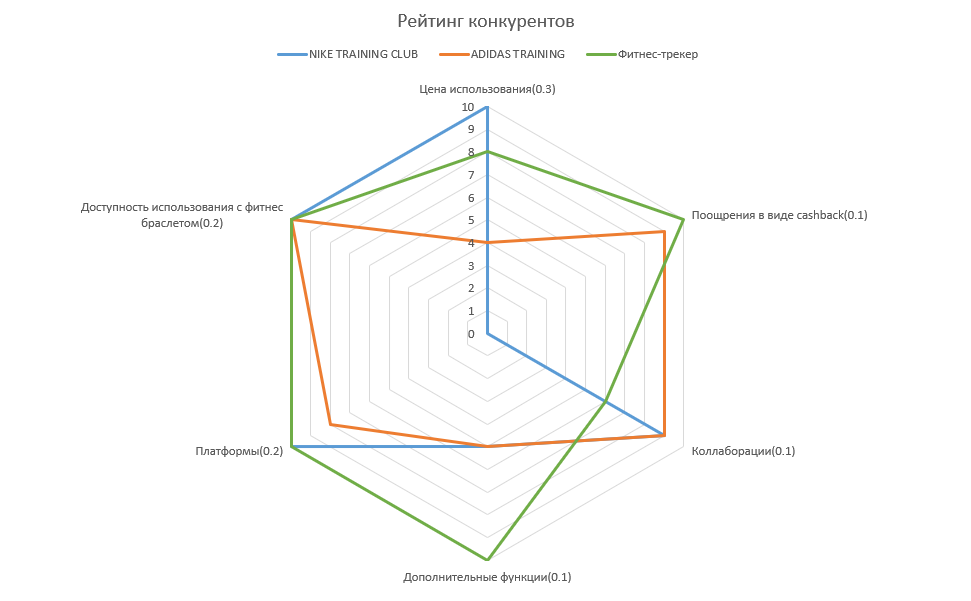 Рейтинг конкурентов
NIKE TRAINING CLUB ADIDAS TRAINING Фитнес-трекер
Цена использования(0.3)
10
9
8
7
6
5
4
3
2
1
0
Поощрения в виде cashback(0.1)
Коллаборации(0.1)
Дополнительные функции(0.1)
Платформы(0.2)
Доступность использования с фитнес
браслетом(0.2)